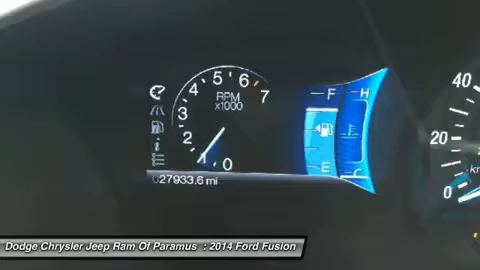 5 6
4 RPM 7
x1000
3
2
1 0
F H
E C
027933.6 mi
40
20
0
Dodge Chrysler Jeep Ram Of Paramus : 2014 Ford Fusion